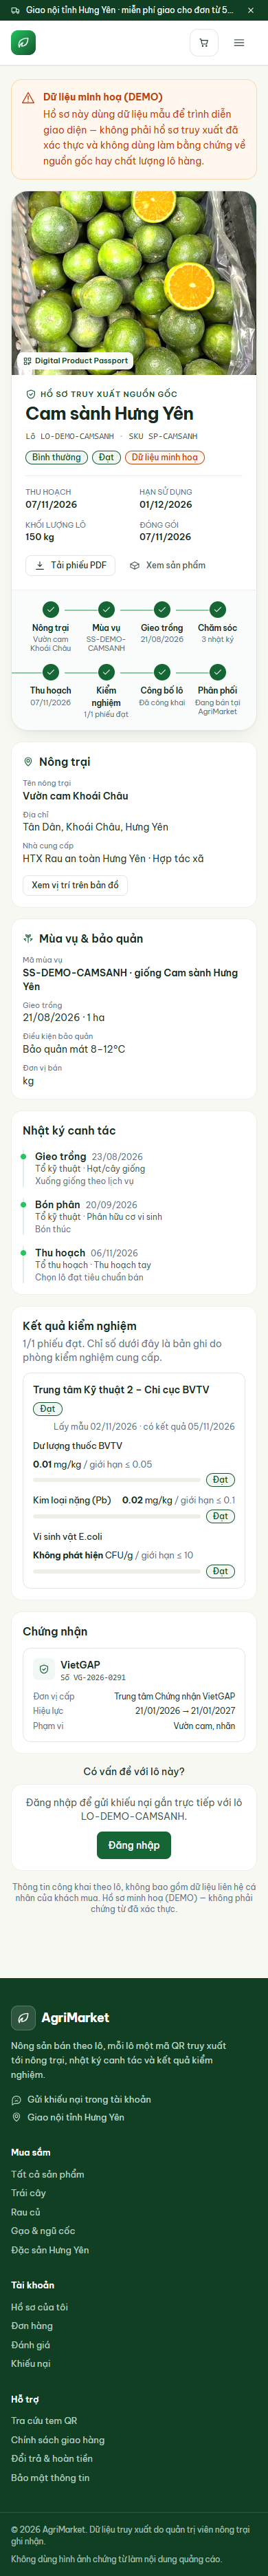 Giao nội tỉnh Hưng Yên · miễn phí giao cho đơn từ 5...
Dữ liệu minh hoạ (DEMO)
Hồ sơ này dùng dữ liệu mẫu để trình diễn
giao diện — không phải hồ sơ truy xuất đã
xác thực và không dùng làm bằng chứng về
nguồn gốc hay chất lượng lô hàng.
Digital Product Passport
HỒ SƠ TRUY XUẤT NGUỒN GỐC
Cam sành Hưng Yên
Lô LO-DEMO-CAMSANH · SKU SP-CAMSANH
Bình thường Đạt Dữ liệu minh hoạ
THU HOẠCH HẠN SỬ DỤNG
07/11/2026 01/12/2026
KHỐI LƯỢNG LÔ ĐÓNG GÓI
150 kg 07/11/2026
Tải phiếu PDF Xem sản phẩm
Nông trại Mùa vụ Gieo trồng Chăm sóc
Vườn cam SS-DEMO- 21/08/2026 3 nhật ký
Khoái Châu CAMSANH
Thu hoạch Kiểm Công bố lô Phân phối
07/11/2026 nghiệm Đã công khai Đang bán tại
1/1 phiếu đạt AgriMarket
Nông trại
Tên nông trại
Vườn cam Khoái Châu
Địa chỉ
Tân Dân, Khoái Châu, Hưng Yên
Nhà cung cấp
HTX Rau an toàn Hưng Yên · Hợp tác xã
Xem vị trí trên bản đồ
Mùa vụ & bảo quản
Mã mùa vụ
SS-DEMO-CAMSANH · giống Cam sành Hưng
Yên
Gieo trồng
21/08/2026 · 1 ha
Điều kiện bảo quản
Bảo quản mát 8–12°C
Đơn vị bán
kg
Nhật ký canh tác
Gieo trồng 23/08/2026
Tổ kỹ thuật · Hạt/cây giống
Xuống giống theo lịch vụ
Bón phân 20/09/2026
Tổ kỹ thuật · Phân hữu cơ vi sinh
Bón thúc
Thu hoạch 06/11/2026
Tổ thu hoạch · Thu hoạch tay
Chọn lô đạt tiêu chuẩn bán
Kết quả kiểm nghiệm
1/1 phiếu đạt. Chỉ số dưới đây là bản ghi do
phòng kiểm nghiệm cung cấp.
Trung tâm Kỹ thuật 2 – Chi cục BVTV
Đạt
Lấy mẫu 02/11/2026 · có kết quả 05/11/2026
Dư lượng thuốc BVTV
0.01 mg/kg / giới hạn ≤ 0.05
Đạt
Kim loại nặng (Pb) 0.02 mg/kg / giới hạn ≤ 0.1
Đạt
Vi sinh vật E.coli
Không phát hiện CFU/g / giới hạn ≤ 10
Đạt
Chứng nhận
VietGAP
Số VG-2026-0291
Đơn vị cấp Trung tâm Chứng nhận VietGAP
Hiệu lực 21/01/2026 → 21/01/2027
Phạm vi Vườn cam, nhãn
Có vấn đề với lô này?
Đăng nhập để gửi khiếu nại gắn trực tiếp với lô
LO-DEMO-CAMSANH.
Đăng nhập
Thông tin công khai theo lô, không bao gồm dữ liệu liên hệ cá
nhân của khách mua. Hồ sơ minh hoạ (DEMO) — không phải
chứng từ đã xác thực.
AgriMarket
Nông sản bán theo lô, mỗi lô một mã QR truy xuất
tới nông trại, nhật ký canh tác và kết quả kiểm
nghiệm.
Gửi khiếu nại trong tài khoản
Giao nội tỉnh Hưng Yên
Mua sắm
Tất cả sản phẩm
Trái cây
Rau củ
Gạo & ngũ cốc
Đặc sản Hưng Yên
Tài khoản
Hồ sơ của tôi
Đơn hàng
Đánh giá
Khiếu nại
Hỗ trợ
Tra cứu tem QR
Chính sách giao hàng
Đổi trả & hoàn tiền
Bảo mật thông tin
© 2026 AgriMarket. Dữ liệu truy xuất do quản trị viên nông trại
ghi nhận.
Không dùng hình ảnh chứng từ làm nội dung quảng cáo.